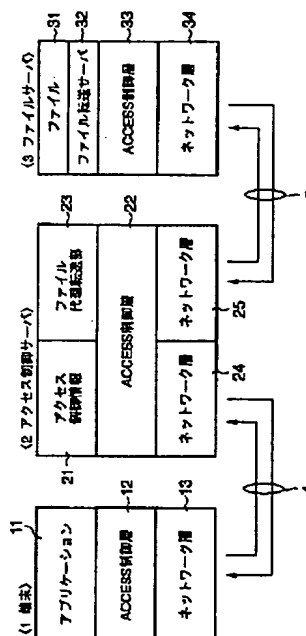 〈1 端末〉
11
アプリケーション
ACCESS制御層
12
ネットワーク層
13
〈2 アクセス制御サーバ〉
21
アクセス
制御情報
ファイル
代理転送部
23
ACCESS制御層
22
ネットワーク層
24
ネットワーク層
25
〈3 ファイルサーバ〉
ファイル
31
ファイル転送サーバ
32
ACCESS制御層
33
ネットワーク層
34